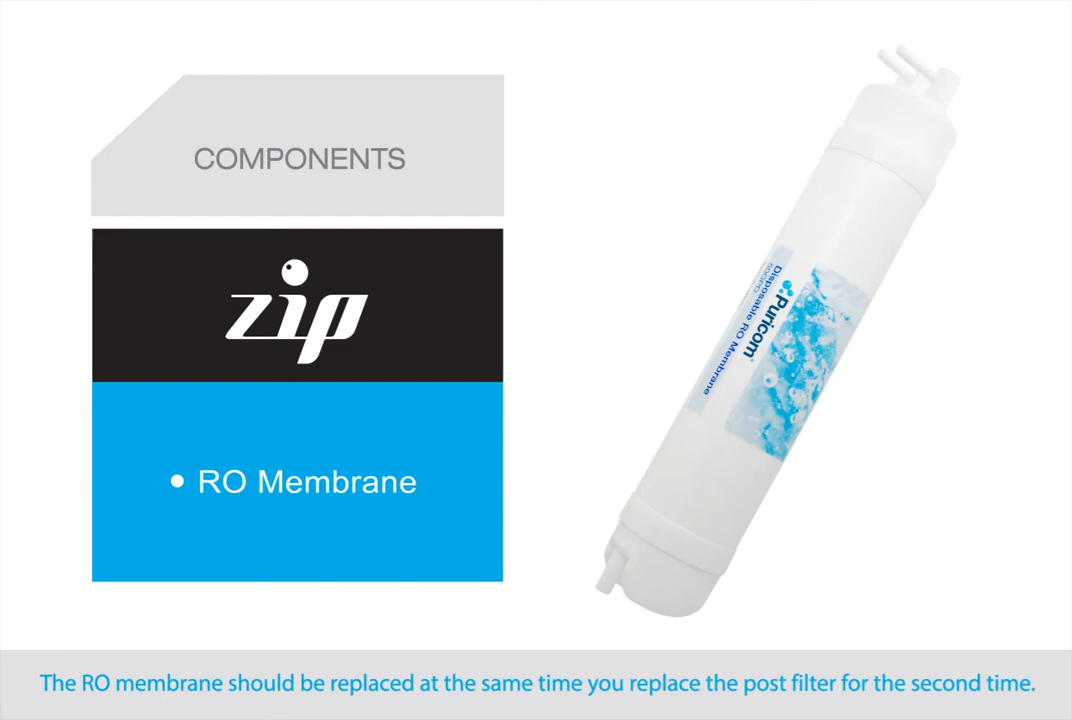 COMPONENTS
zip
• RO Membrane
Puricom
Disposable RO Membrane
The RO membrane should be replaced at the same time you replace the post filter for the second time.